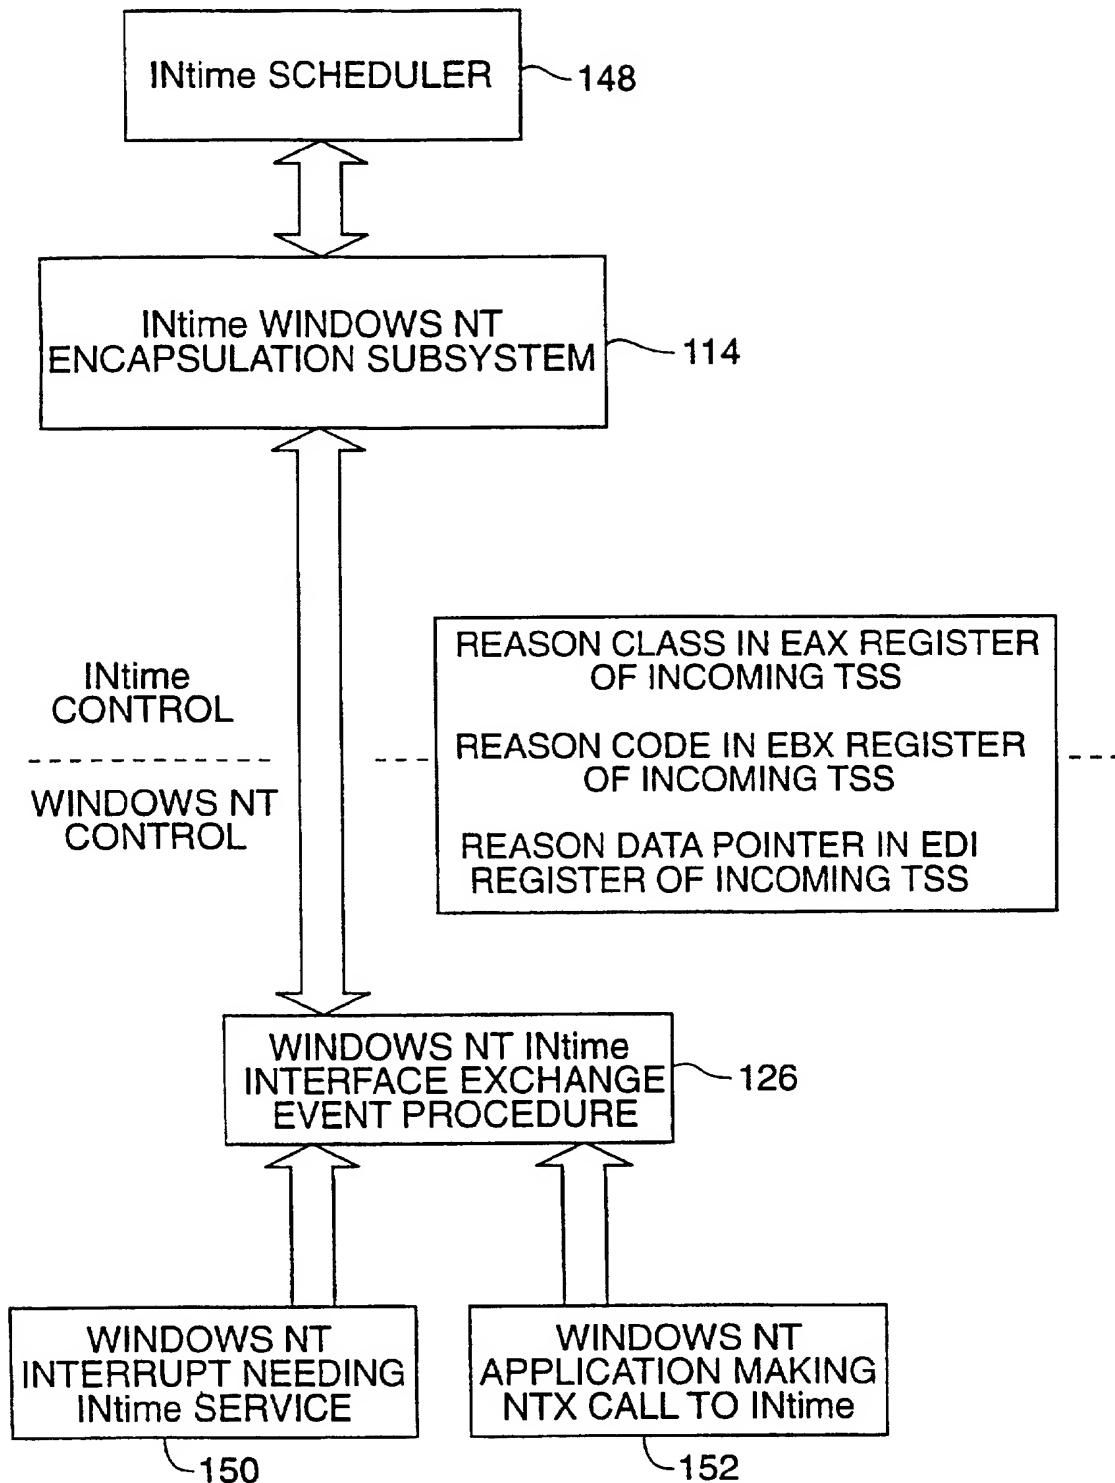 INtime SCHEDULER
148
INtime WINDOWS NT
ENCAPSULATION SUBSYSTEM
114
INtime
CONTROL
WINDOWS NT
CONTROL
REASON CLASS IN EAX REGISTER
OF INCOMING TSS
REASON CODE IN EBX REGISTER
OF INCOMING TSS
REASON DATA POINTER IN EDI
REGISTER OF INCOMING TSS
WINDOWS NT INtime
INTERFACE EXCHANGE
EVENT PROCEDURE
126
WINDOWS NT
INTERRUPT NEEDING
INtime SERVICE
150
WINDOWS NT
APPLICATION MAKING
NTX CALL TO INtime
152